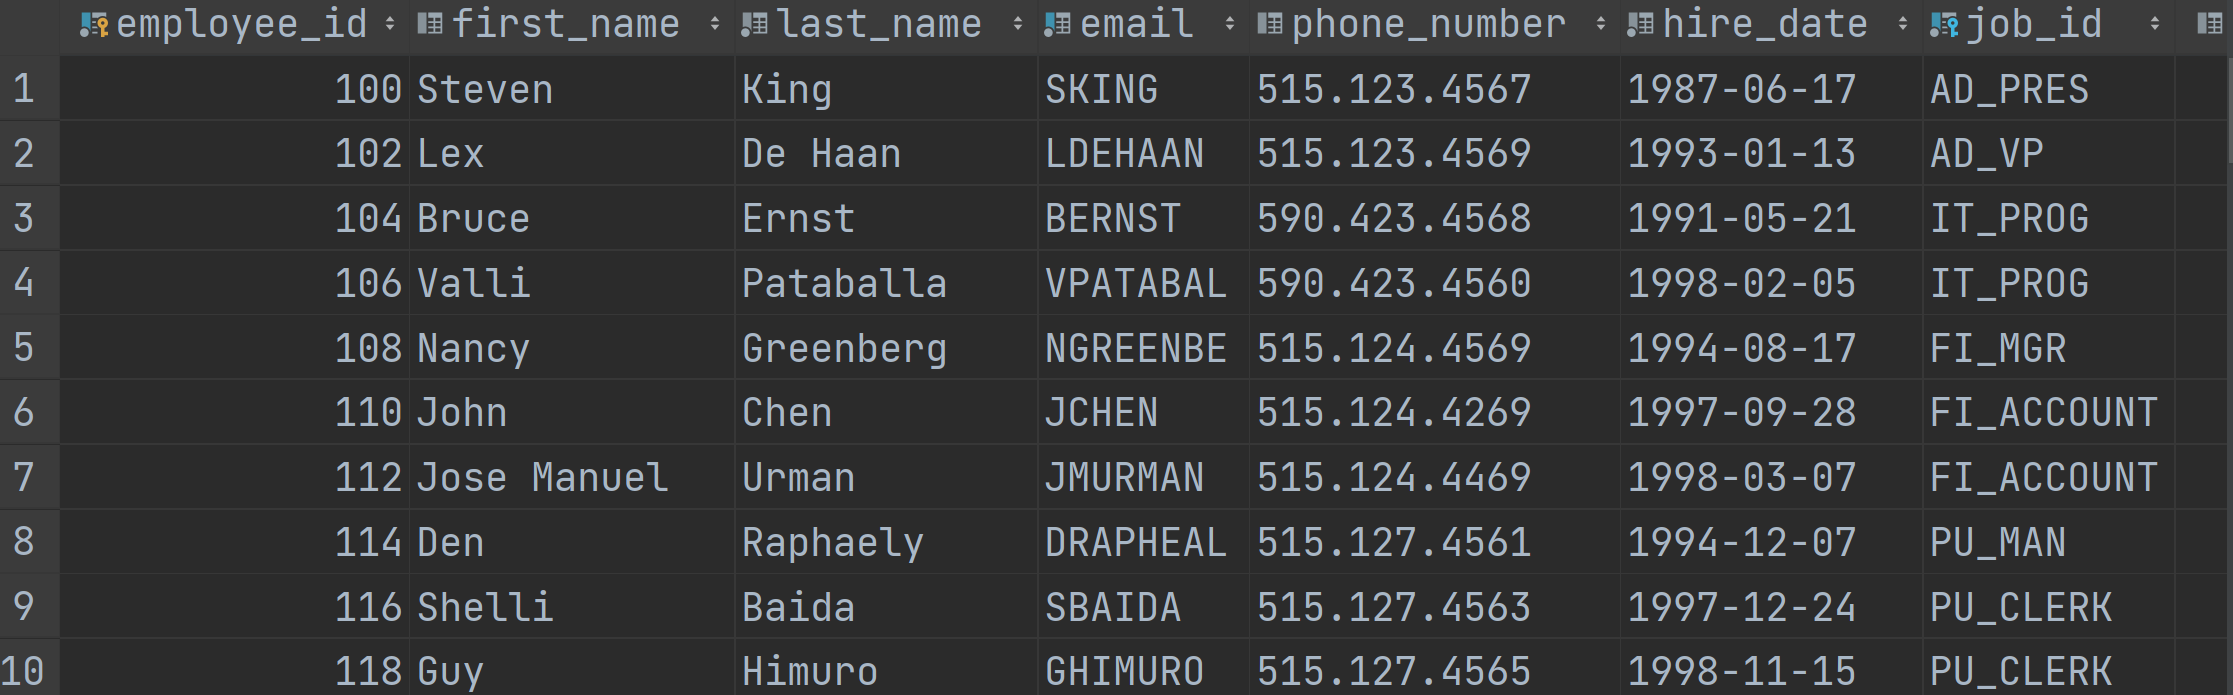 employee_id first_name last_name email phone_number hire_date job_id
1 100 Steven King SKING 515.123.4567 1987-06-17 AD_PRES
2 102 Lex De Haan LDEHAAN 515.123.4569 1993-01-13 AD_VP
3 104 Bruce Ernst BERNST 590.423.4568 1991-05-21 IT_PROG
4 106 Valli Pataballa VPATABAL 590.423.4560 1998-02-05 IT_PROG
5 108 Nancy Greenberg NGREENBE 515.124.4569 1994-08-17 FI_MGR
6 110 John Chen JCHEN 515.124.4269 1997-09-28 FI_ACCOUNT
7 112 Jose Manuel Urman JMURMAN 515.124.4469 1998-03-07 FI_ACCOUNT
8 114 Den Raphaely DRAPHEAL 515.127.4561 1994-12-07 PU_MAN
9 116 Shelli Baida SBAIDA 515.127.4563 1997-12-24 PU_CLERK
10 118 Guy Himuro GHIMURO 515.127.4565 1998-11-15 PU_CLERK